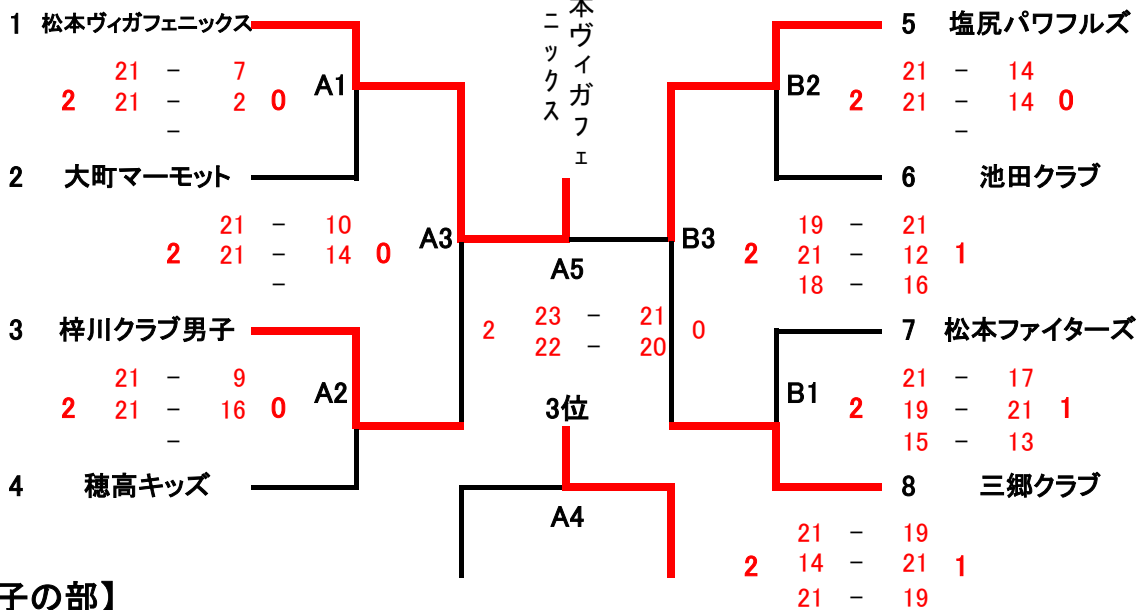 1 松本ヴィガフェニックス
21 - 7
2 21 - 2 0
-
A1
2 大町マーモット
21 - 10
2 21 - 14 0
-
A3
3 梓川クラブ男子
21 - 9
2 21 - 16 0
-
A2
4 穂高キッズ
本ヴィガフェ
ニックス
A5
23 - 21
2 22 - 20 0
3位
A4
5 塩尻パワフルズ
B2
21 - 14
2 21 - 14 0
-
6 池田クラブ
B3
19 - 21
2 21 - 12 1
18 - 16
7 松本ファイターズ
B1
21 - 17
2 19 - 21 1
15 - 13
8 三郷クラブ
21 - 19
2 14 - 21 1
21 - 19
子の部】